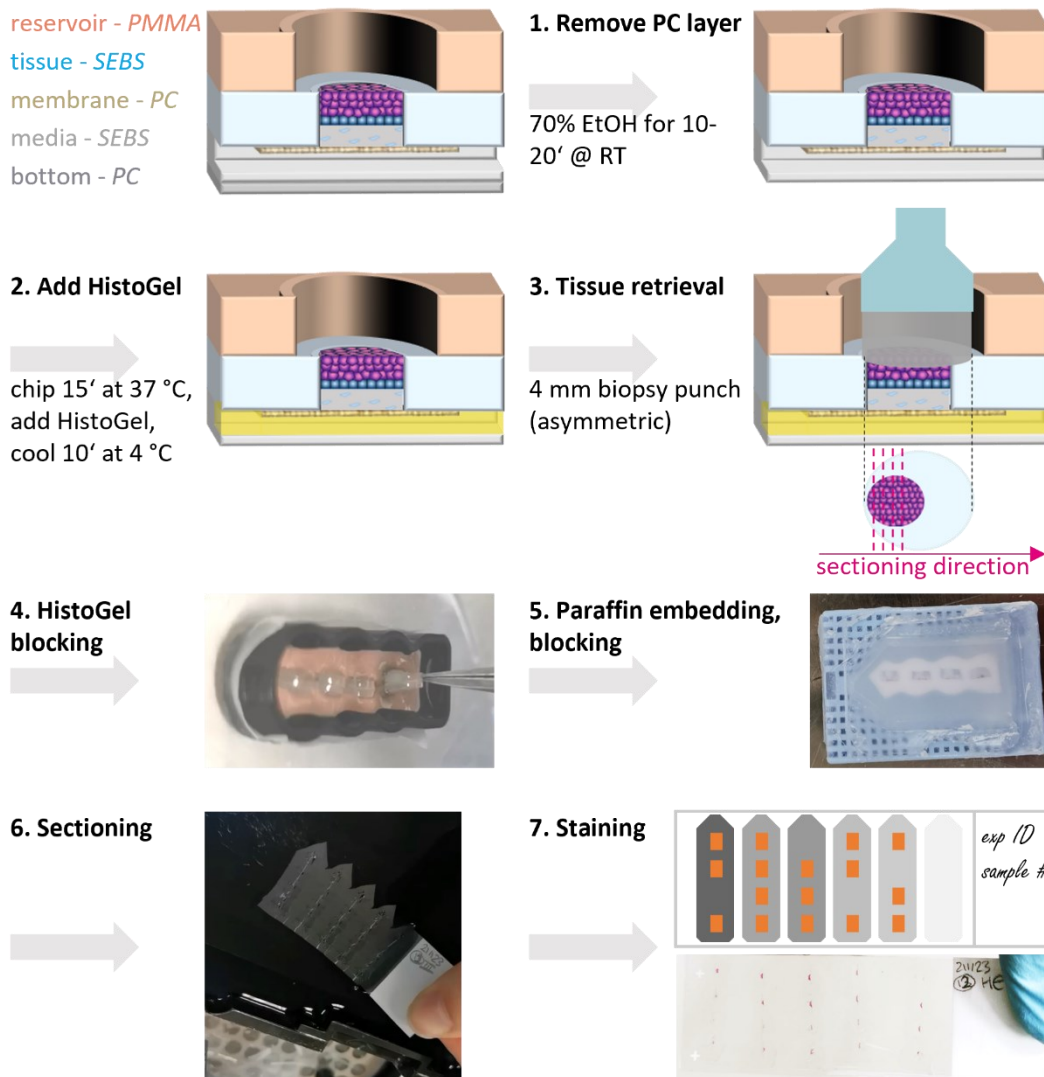 reservoir - PMMA
tissue - SEBS
membrane - PC
media - SEBS
bottom - PC
1. Remove PC layer
70% EtOH for 10-
20‘ @ RT
2. Add HistoGel
chip 15‘ at 37 °C,
add HistoGel,
cool 10‘ at 4 °C
3. Tissue retrieval
4 mm biopsy punch
(asymmetric)
sectioning direction
4. HistoGel
blocking
5. Paraffin embedding,
blocking
6. Sectioning
7. Staining
exp ID
sample #
211123
12 HE